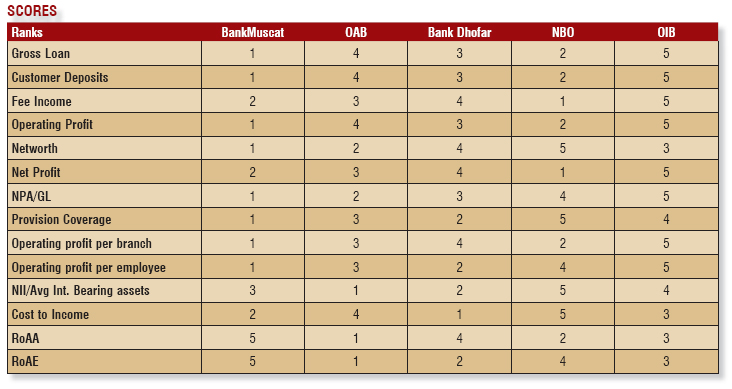 SCORES
Ranks BankMuscat OAB Bank Dhofar NBO OIB
Gross Loan 1 4 3 2 5
Customer Deposits 1 4 3 2 5
Fee Income 2 3 4 1 5
Operating Profit 1 4 3 2 5
Networth 1 2 4 5 3
Net Profit 2 3 4 1 5
NPA/GL 1 2 3 4 5
Provision Coverage 1 3 2 5 4
Operating profit per branch 1 3 4 2 5
Operating profit per employee 1 3 2 4 5
NII/Avg Int. Bearing assets 3 1 2 5 4
Cost to Income 2 4 1 5 3
RoAA 5 1 4 2 3
RoAE 5 1 2 4 3